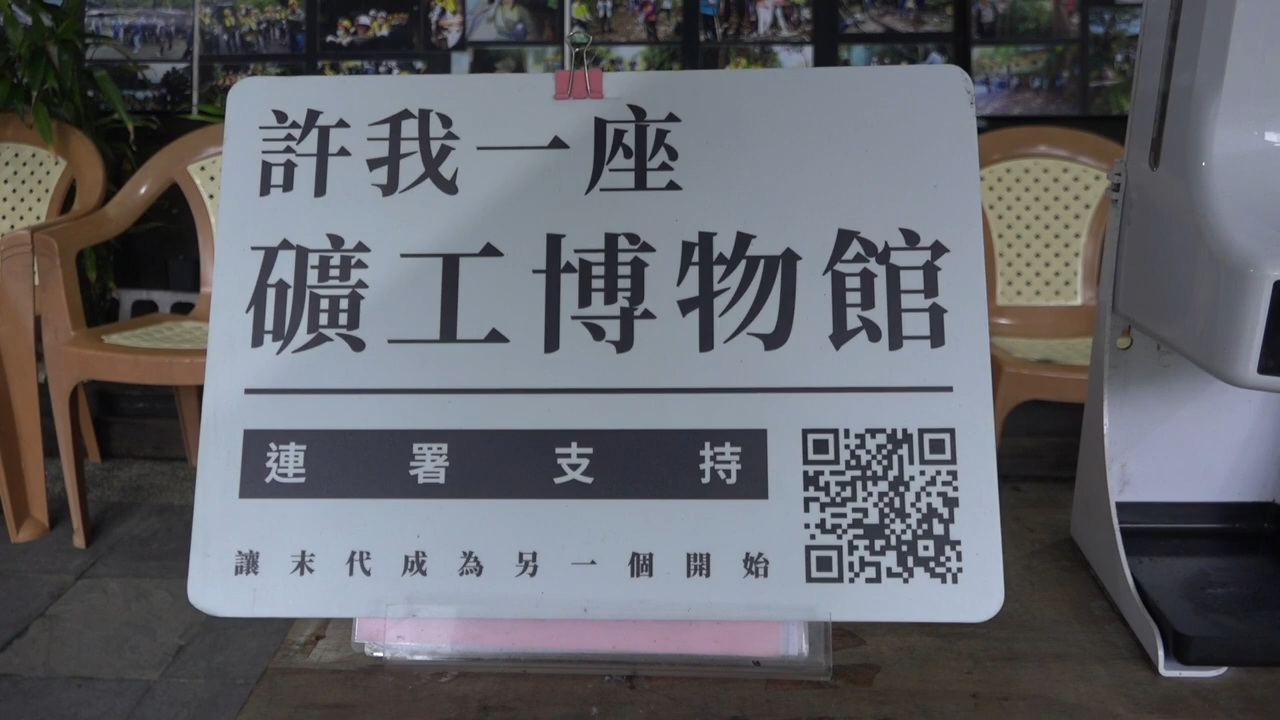 許我一座
礦工博物館
連署支持
讓末代成為另一個開始